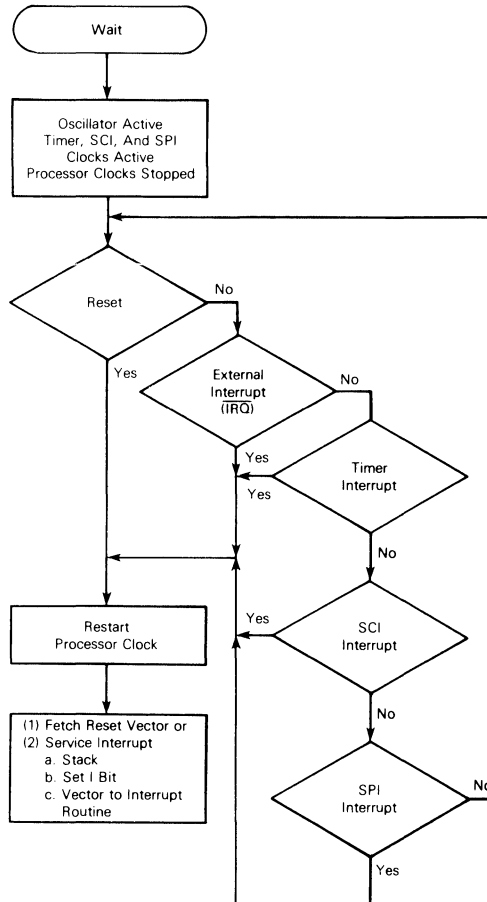 Wait
Oscillator Active
Timer, SCI, And SPI
Clocks Active
Processor Clocks Stopped
Reset
No
Yes
External
Interrupt
(IRQ)
No
Yes
Timer
Interrupt
Yes
No
SCI
Interrupt
Yes
No
Restart
Processor Clock
(1) Fetch Reset Vector or
(2) Service Interrupt
a. Stack
b. Set I Bit
c. Vector to Interrupt
Routine
SPI
Interrupt
No
Yes